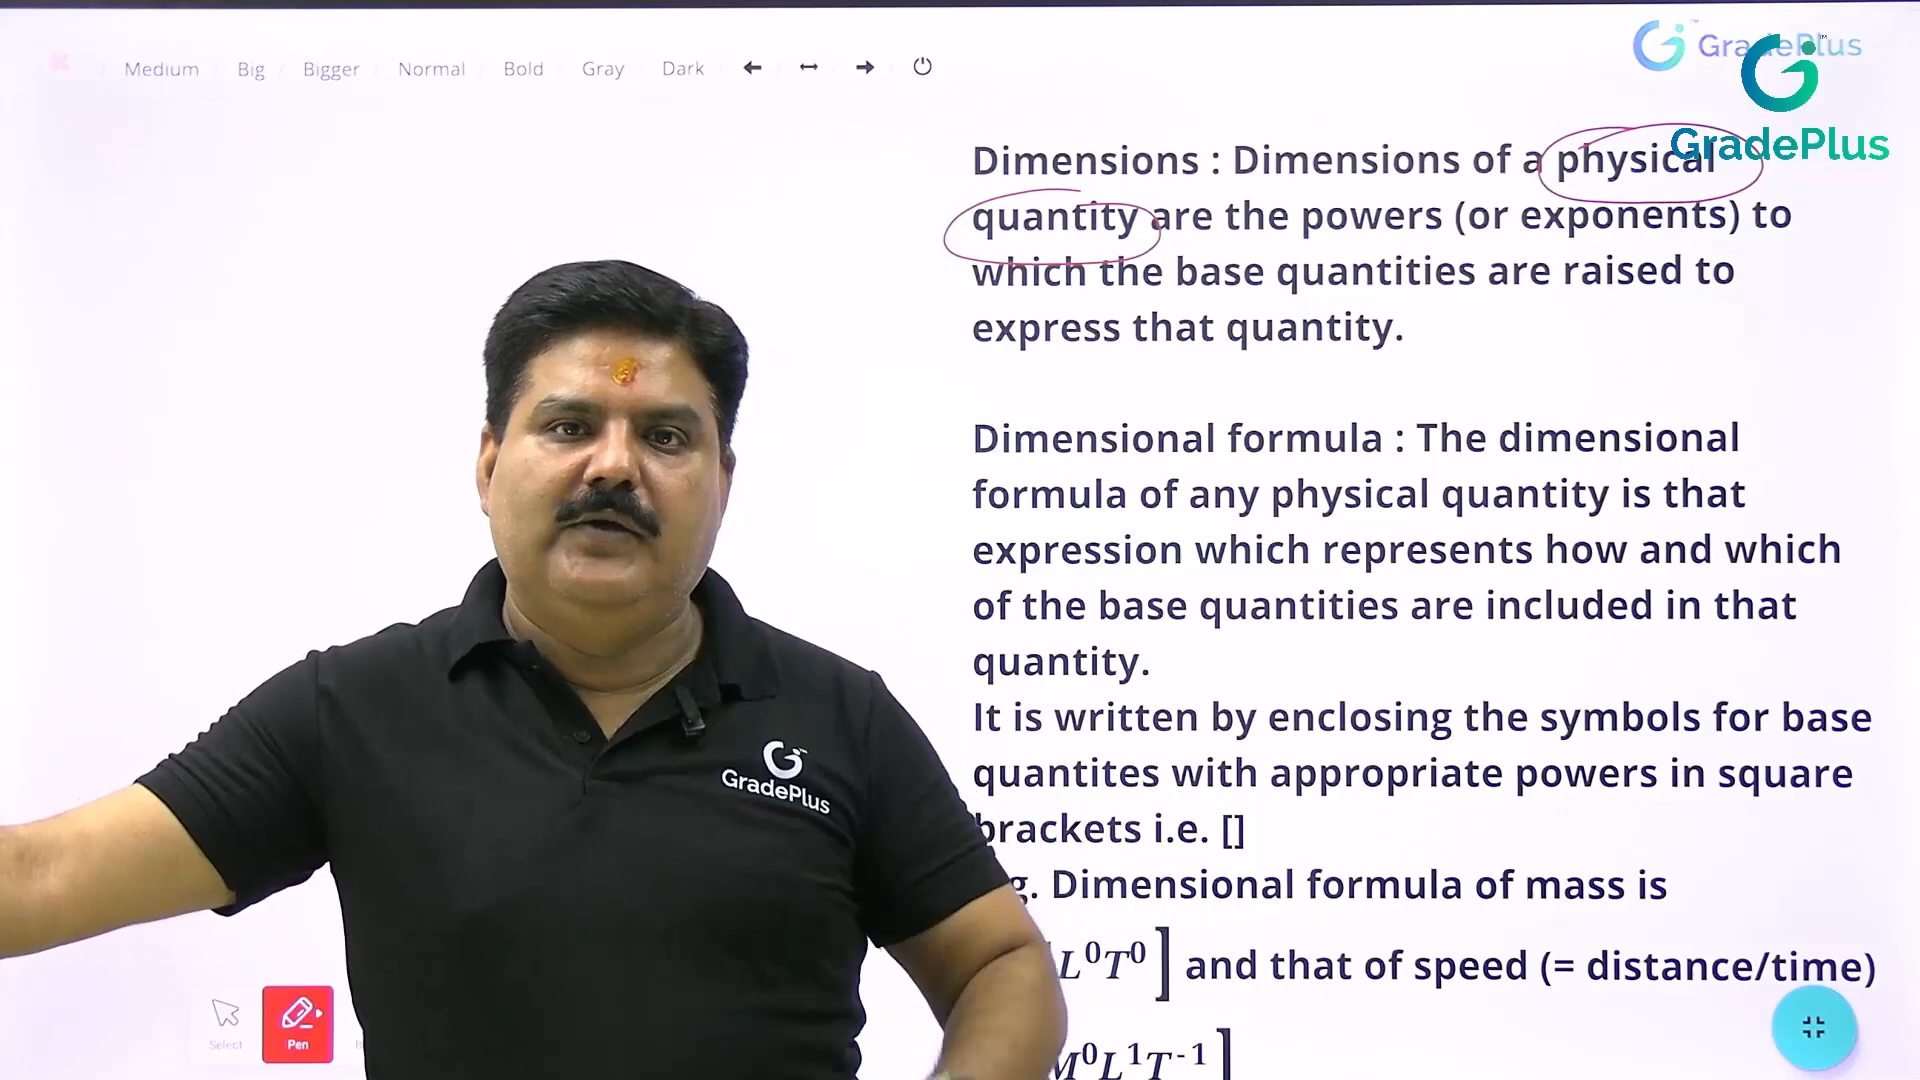 Medium / Big / Bigger / Normal / Bold / Gray / Dark
GradePlus
GradePlus
Dimensions : Dimensions of a physical
quantity are the powers (or exponents) to
which the base quantities are raised to
express that quantity.
Dimensional formula : The dimensional
formula of any physical quantity is that
expression which represents how and which
of the base quantities are included in that
quantity.
It is written by enclosing the symbols for base
quantites with appropriate powers in square
brackets i.e. []
g. Dimensional formula of mass is
L⁰T⁰] and that of speed (= distance/time)
M⁰L¹T⁻¹]
GradePlus
Select
Pen